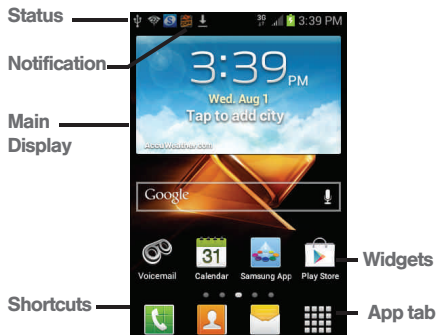 Status
3G 3:39 PM
Notification
3:39 PM
Wed. Aug 1
Tap to add city
Main
Display
AccuWeather.com
Google
31
Voicemail Calendar Samsung App Play Store
Widgets
Shortcuts
App tab